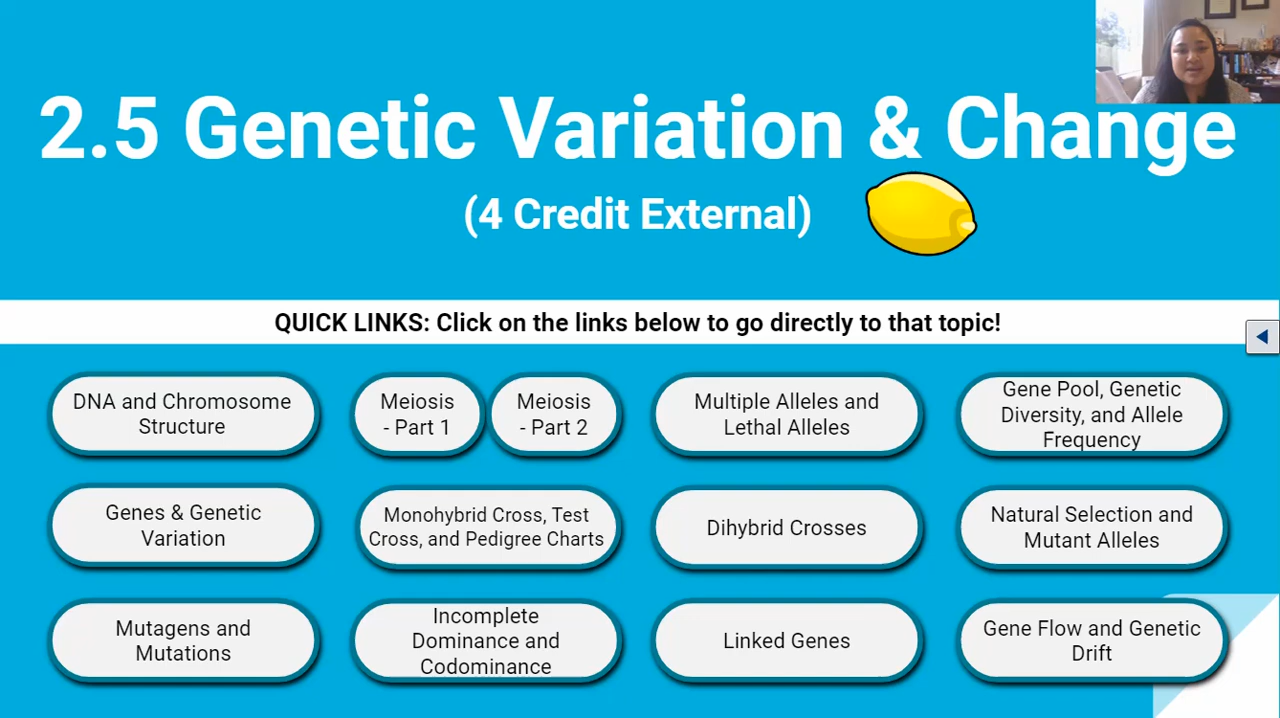 2.5 Genetic Variation & Change
(4 Credit External)
QUICK LINKS: Click on the links below to go directly to that topic!
DNA and Chromosome
Structure
Meiosis
- Part 1
Meiosis
- Part 2
Multiple Alleles and
Lethal Alleles
Gene Pool, Genetic
Diversity, and Allele
Frequency
Genes & Genetic
Variation
Monohybrid Cross, Test
Cross, and Pedigree Charts
Dihybrid Crosses
Natural Selection and
Mutant Alleles
Mutagens and
Mutations
Incomplete
Dominance and
Codominance
Linked Genes
Gene Flow and Genetic
Drift